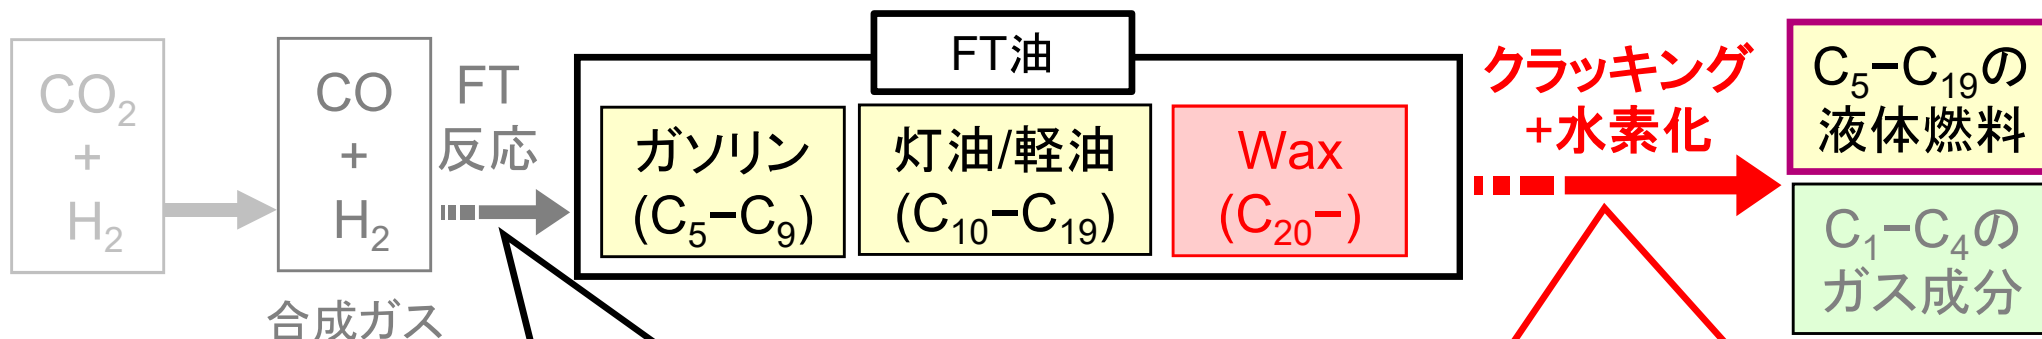 CO₂
+
H₂
CO
+
H₂
合成ガス
FT
反応
FT油
ガソリン
(C₅−C₉)
灯油/軽油
(C₁₀−C₁₉)
Wax
(C₂₀−)
クラッキング
+水素化
C₅−C₁₉の
液体燃料
C₁−C₄の
ガス成分